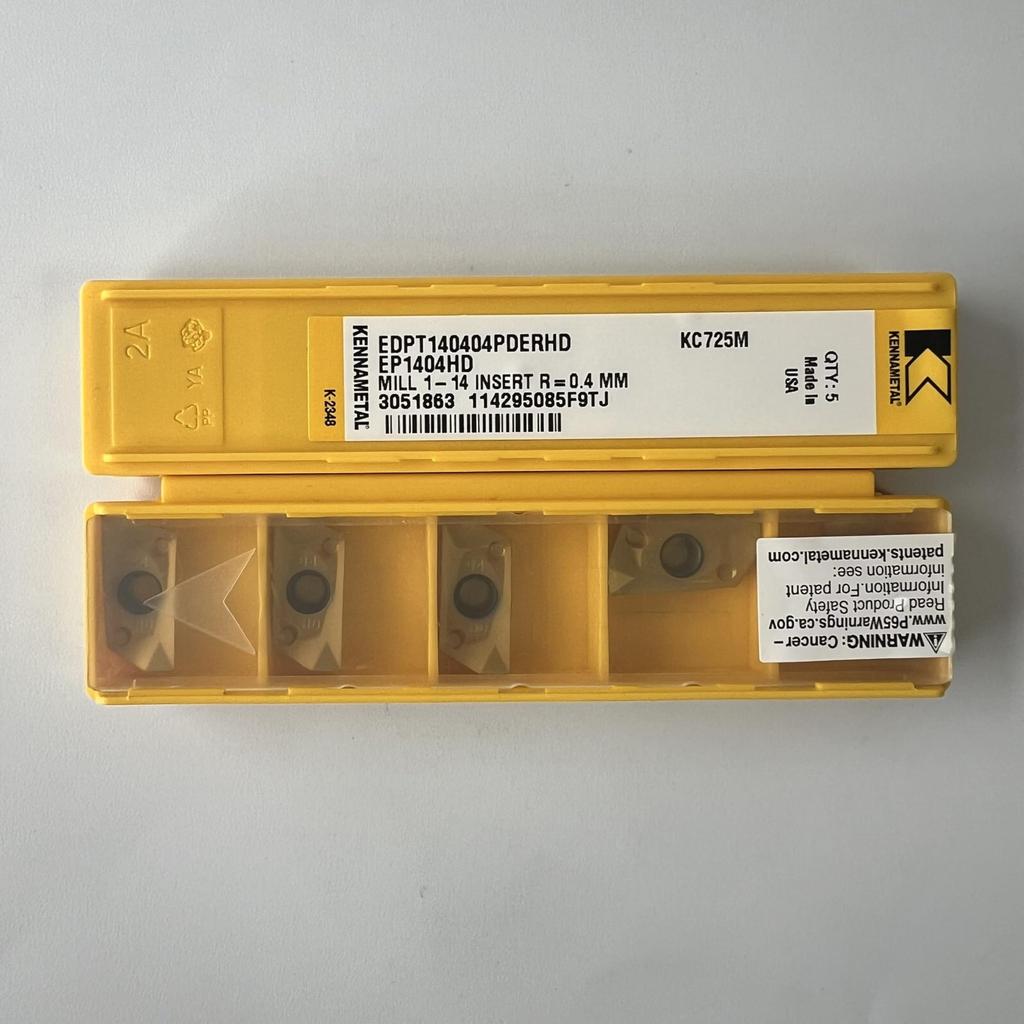 2A
YA
PP
K-2348
KENNAMETAL®
EDPT140404PDERHD
KC725M
EP1404HD
MILL 1-14 INSERT R=0.4 MM
3051863 114295085F9TJ
QTY: 5
Made In
USA
KENNAMETAL®
WARNING: Cancer –
www.P65Warnings.ca.gov
Read Product Safety
Information.For patent
information see:
patents.kennametal.com